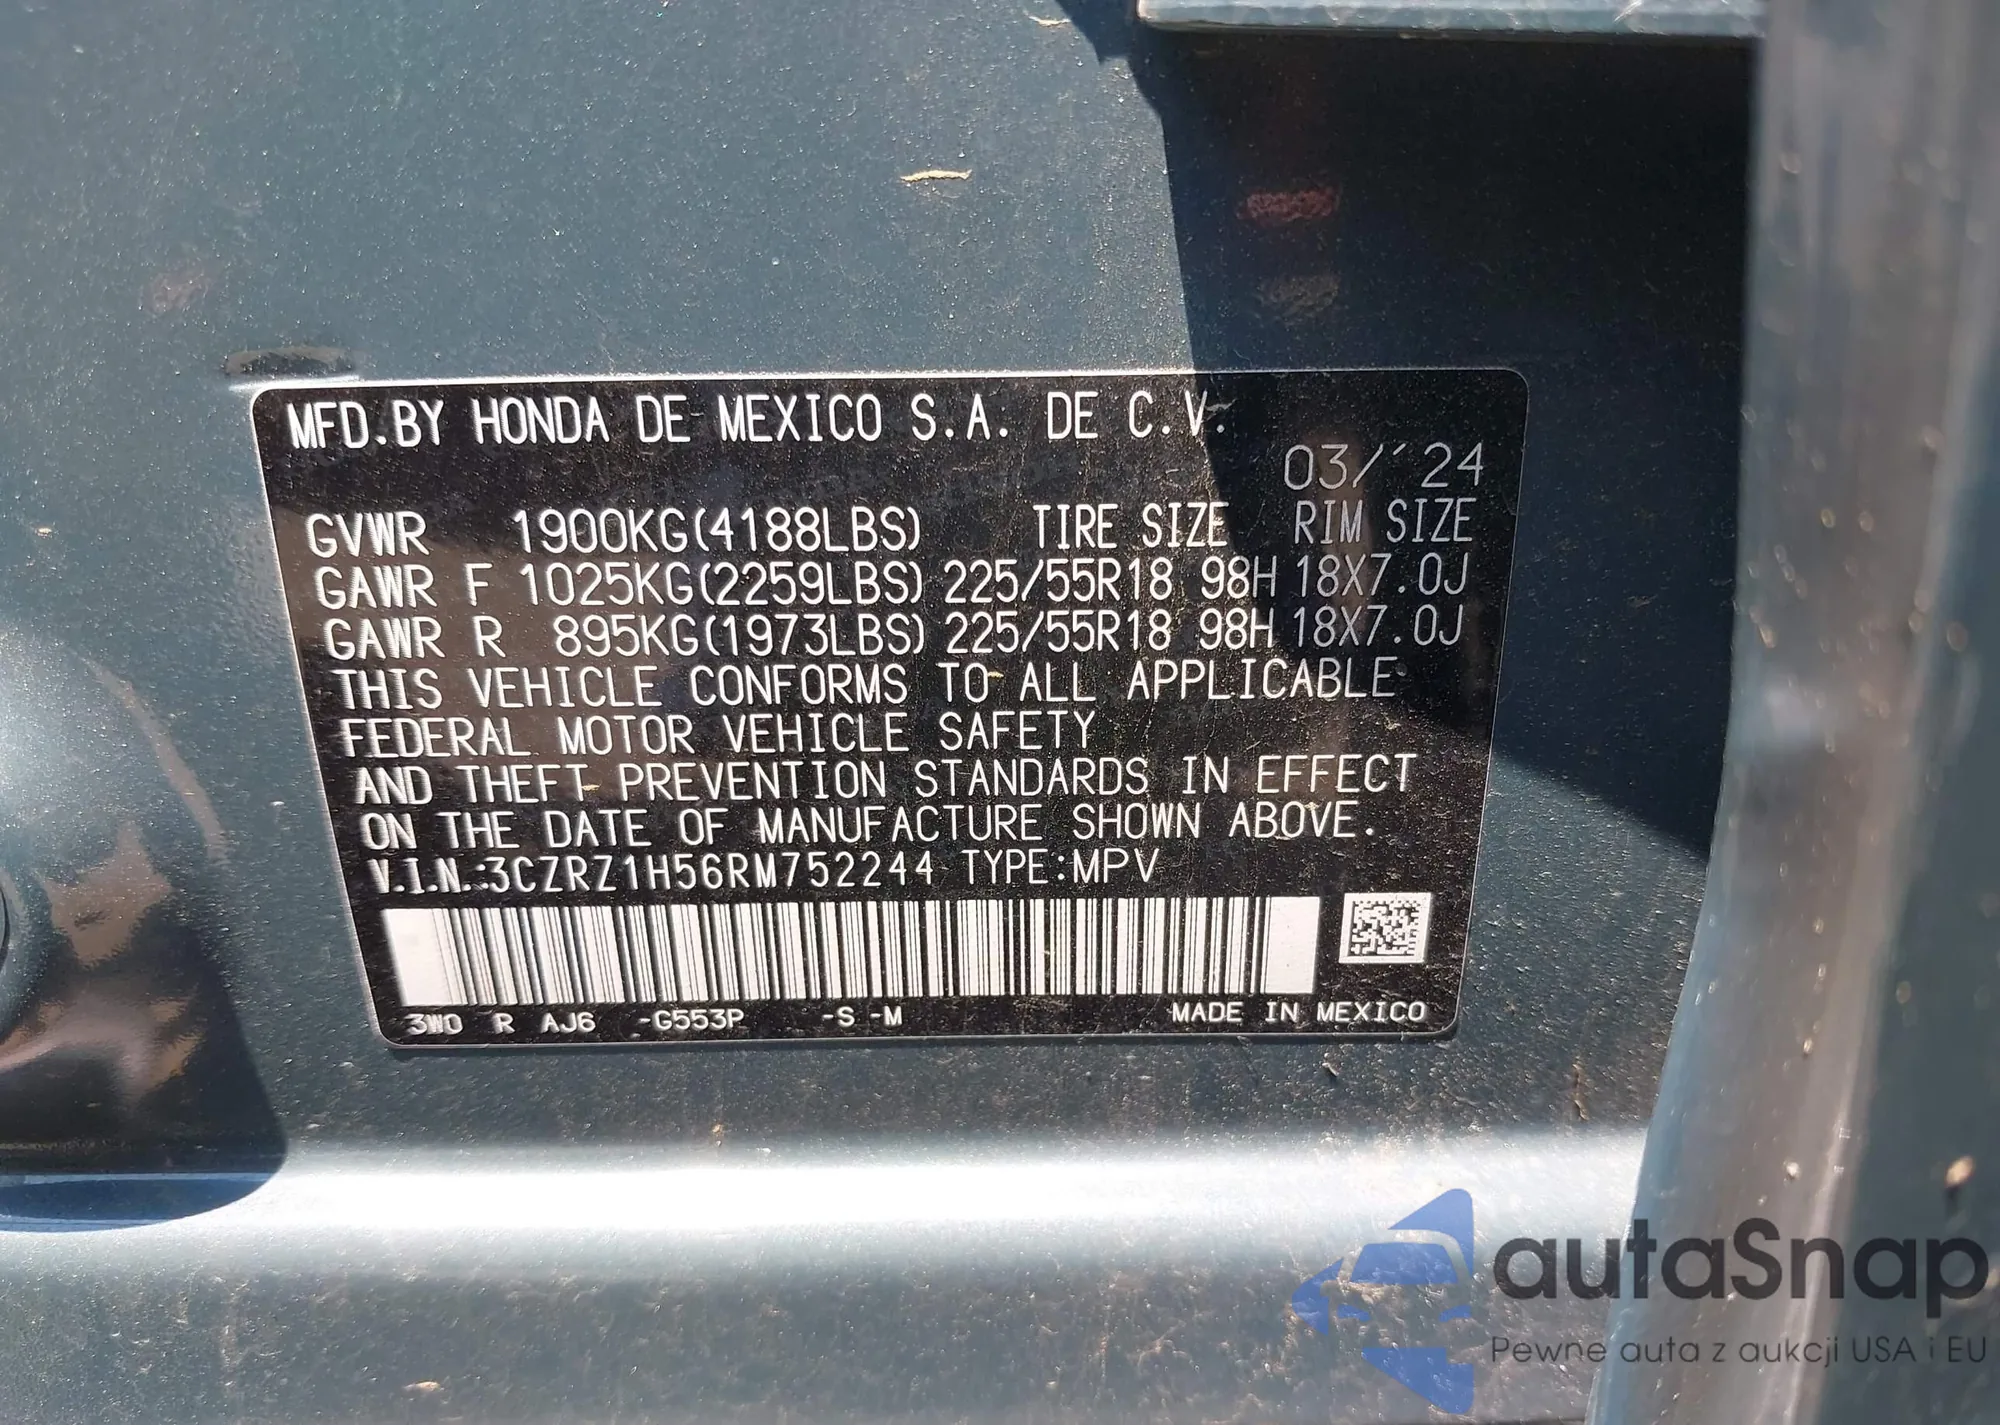 MFD.BY HONDA DE MEXICO S.A. DE C.V.
03/´24
GVWR 1900KG(4188LBS) TIRE SIZE RIM SIZE
GAWR F 1025KG(2259LBS) 225/55R18 98H 18X7.0J
GAWR R 895KG(1973LBS) 225/55R18 98H 18X7.0J
THIS VEHICLE CONFORMS TO ALL APPLICABLE
FEDERAL MOTOR VEHICLE SAFETY
AND THEFT PREVENTION STANDARDS IN EFFECT
ON THE DATE OF MANUFACTURE SHOWN ABOVE.
V.I.N.:3CZRZ1H56RM752244 TYPE:MPV
3W0 R AJ6 -G553P -S -M MADE IN MEXICO
autaSnap
Pewne auta z aukcji USA i EU